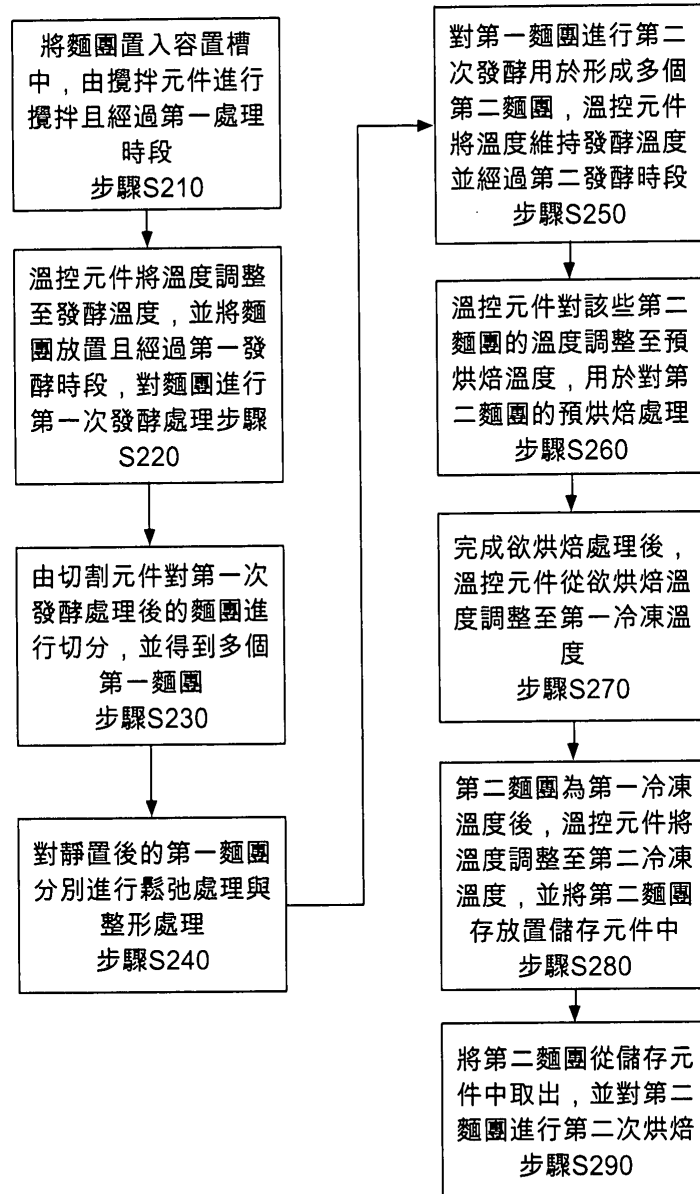 將麵團置入容置槽
中，由攪拌元件進行
攪拌且經過第一處理
時段
步驟S210
溫控元件將溫度調整
至發酵溫度，並將麵
團放置且經過第一發
酵時段，對麵團進行
第一次發酵處理步驟
S220
由切割元件對第一次
發酵處理後的麵團進
行切分，並得到多個
第一麵團
步驟S230
對靜置後的第一麵團
分別進行鬆弛處理與
整形處理
步驟S240
對第一麵團進行第二
次發酵用於形成多個
第二麵團，溫控元件
將溫度維持發酵溫度
並經過第二發酵時段
步驟S250
溫控元件對該些第二
麵團的溫度調整至預
烘焙溫度，用於對第
二麵團的預烘焙處理
步驟S260
完成欲烘焙處理後，
溫控元件從欲烘焙溫
度調整至第一冷凍溫
度
步驟S270
第二麵團為第一冷凍
溫度後，溫控元件將
溫度調整至第二冷凍
溫度，並將第二麵團
存放置儲存元件中
步驟S280
將第二麵團從儲存元
件中取出，並對第二
麵團進行第二次烘焙
步驟S290